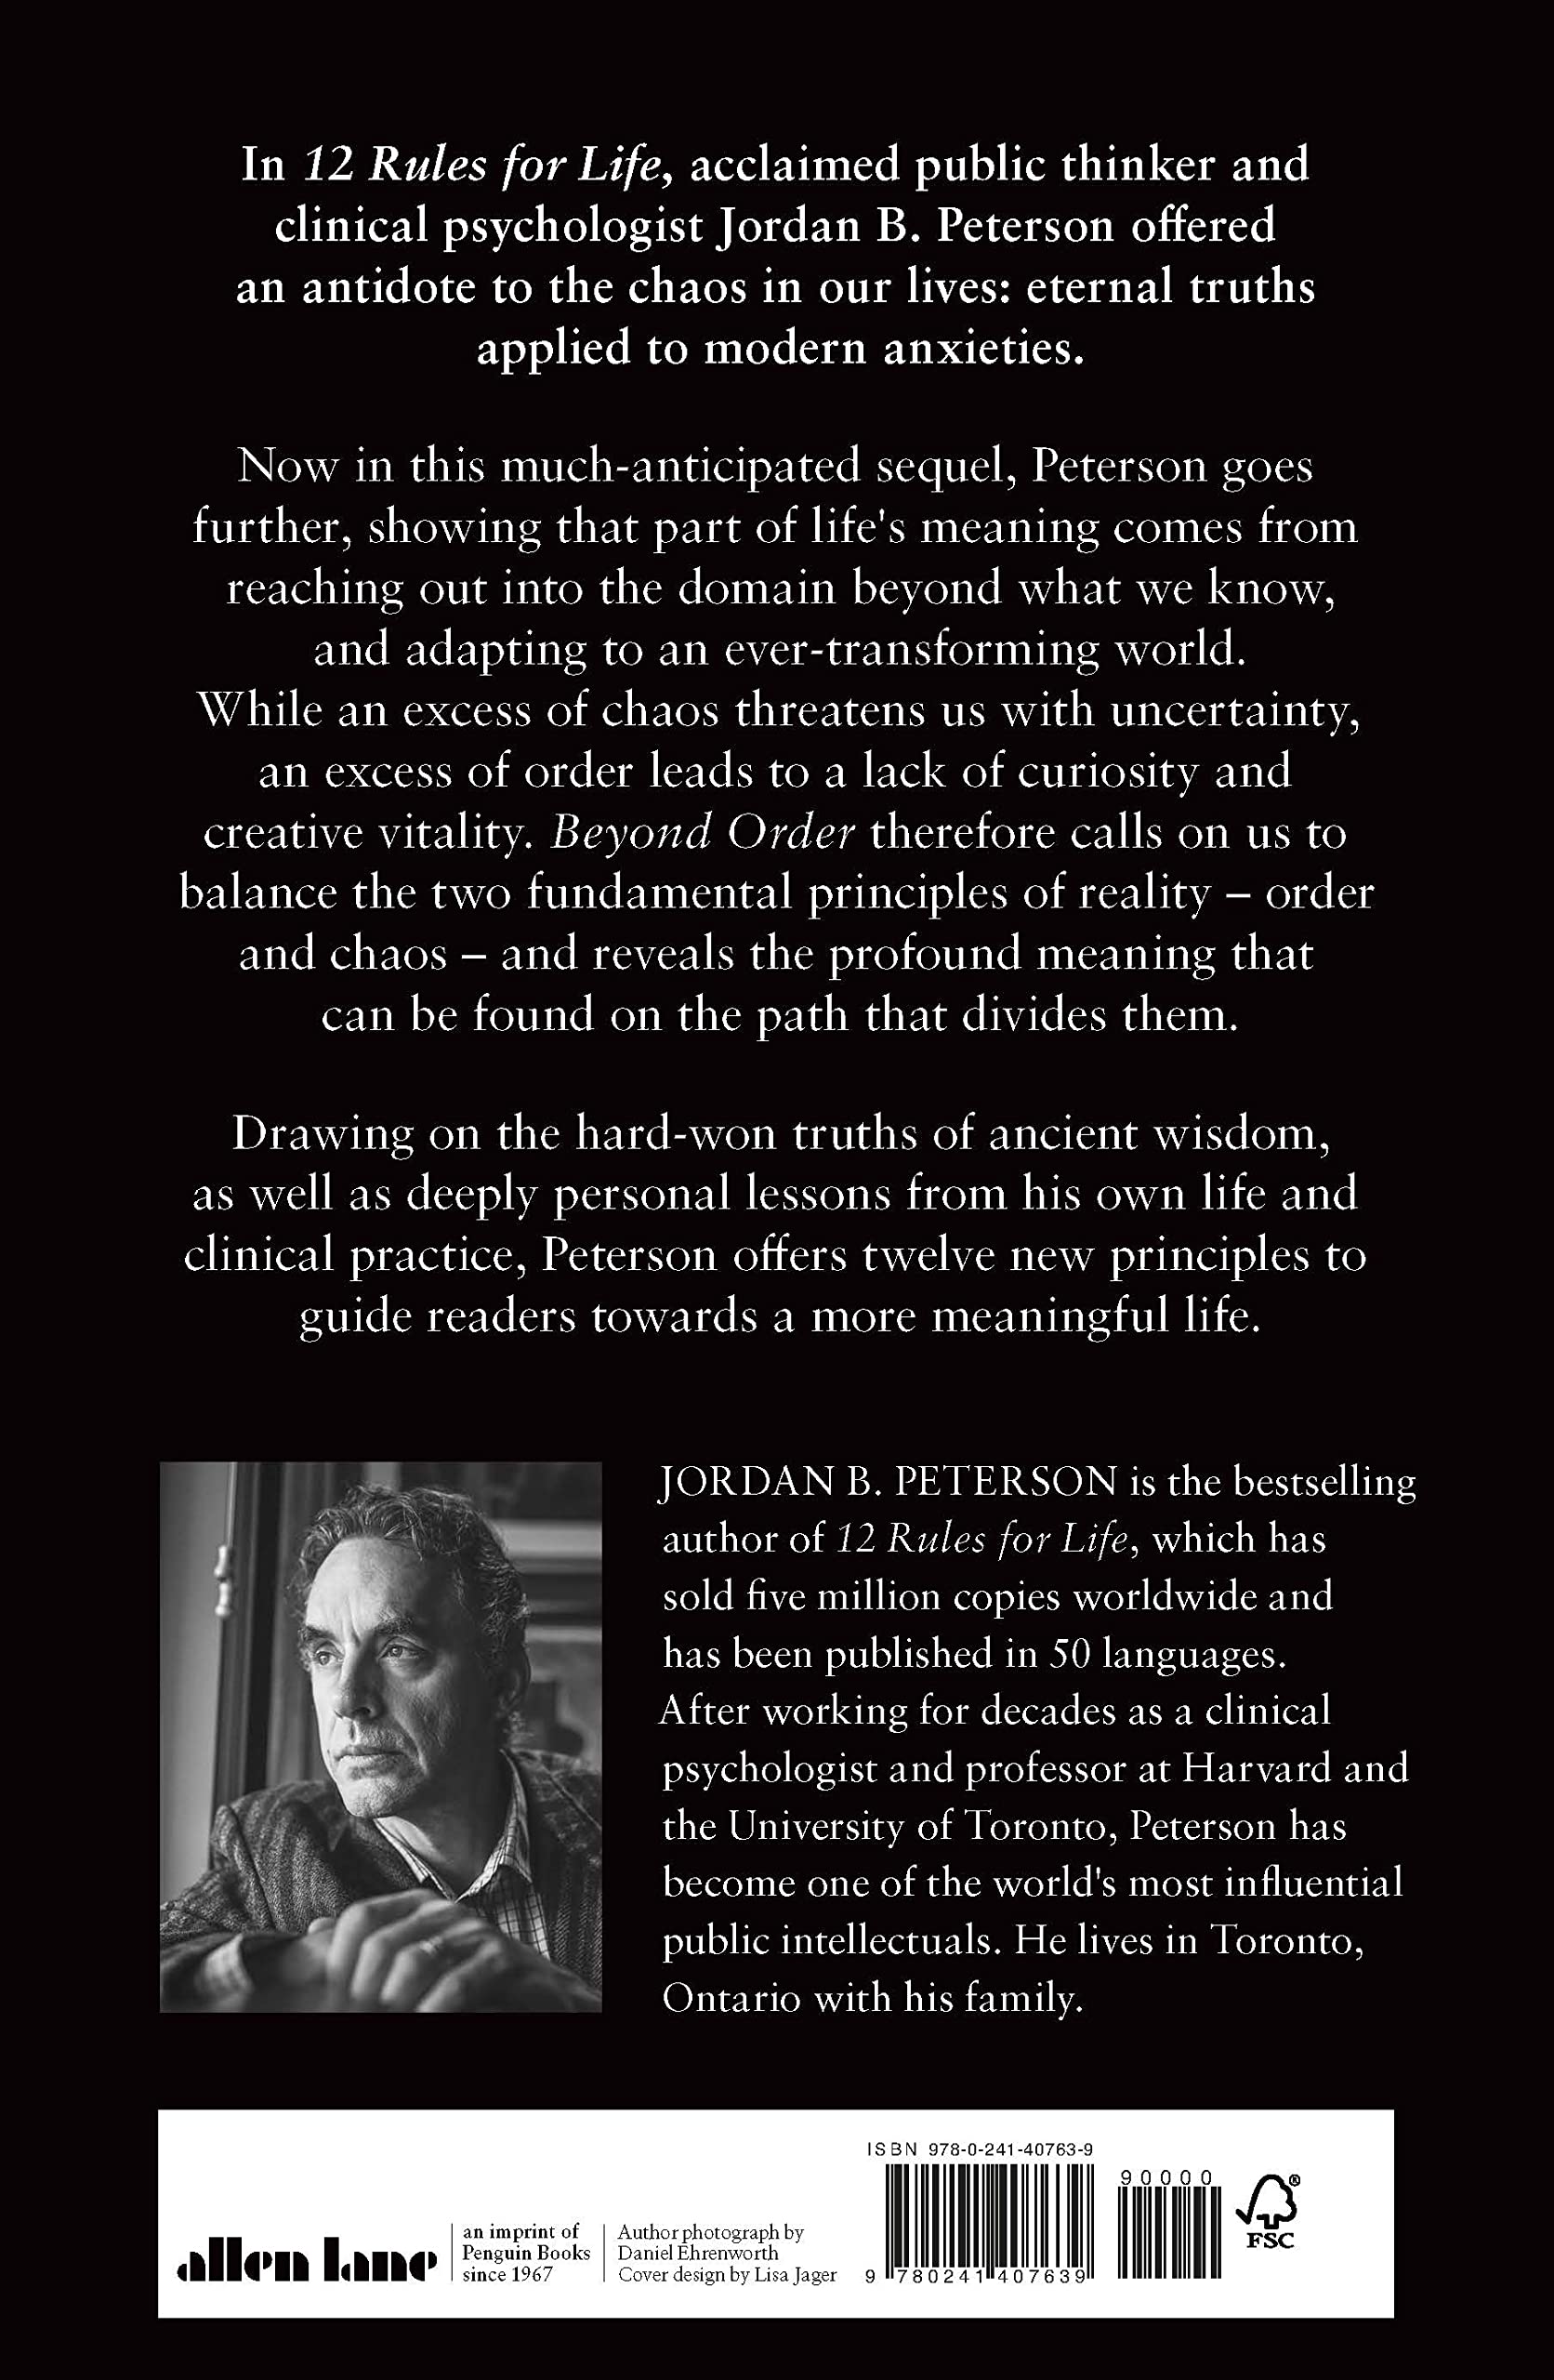 In 12 Rules for Life, acclaimed public thinker and
clinical psychologist Jordan B. Peterson offered
an antidote to the chaos in our lives: eternal truths
applied to modern anxieties.
Now in this much-anticipated sequel, Peterson goes
further, showing that part of life's meaning comes from
reaching out into the domain beyond what we know,
and adapting to an ever-transforming world.
While an excess of chaos threatens us with uncertainty,
an excess of order leads to a lack of curiosity and
creative vitality. Beyond Order therefore calls on us to
balance the two fundamental principles of reality – order
and chaos – and reveals the profound meaning that
can be found on the path that divides them.
Drawing on the hard-won truths of ancient wisdom,
as well as deeply personal lessons from his own life and
clinical practice, Peterson offers twelve new principles to
guide readers towards a more meaningful life.
JORDAN B. PETERSON is the bestselling
author of 12 Rules for Life, which has
sold five million copies worldwide and
has been published in 50 languages.
After working for decades as a clinical
psychologist and professor at Harvard and
the University of Toronto, Peterson has
become one of the world's most influential
public intellectuals. He lives in Toronto,
Ontario with his family.
allen lane
an imprint of
Penguin Books
since 1967
Author photograph by
Daniel Ehrenworth
Cover design by Lisa Jager
ISBN 978-0-241-40763-9
9 780241 407639
90000
®
FSC